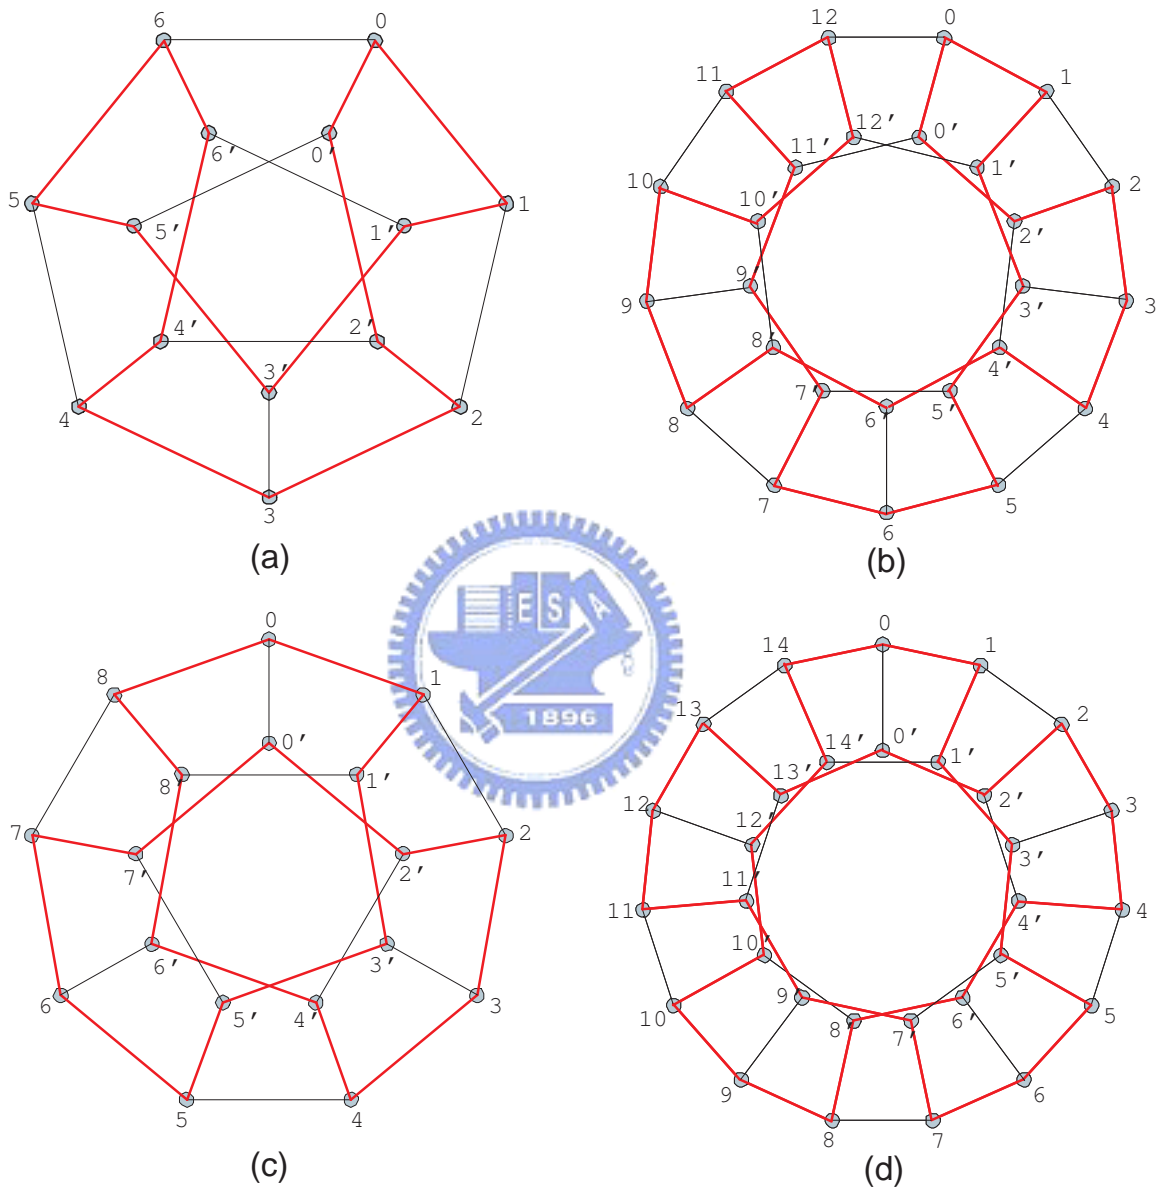 6 0
6' 0'
5 5' 1' 1
4' 2'
3'
4 2
3
(a)
12 0
11 1
12' 0'
11' 1'
10 10' 2' 2
9 9' 3' 3
8' 4'
8 7' 6' 5' 4
7 5
6
(b)
E S A
1896
0
8 1
0'
8' 1'
7 7' 2' 2
6' 3'
6 5' 4' 3
5 4
(c)
0
14 1
13 2
14' 0' 1'
13' 2'
12 12' 3' 3
11 11' 4' 4
10' 5'
10 9' 8' 7' 6' 5
9 6
8 7
(d)